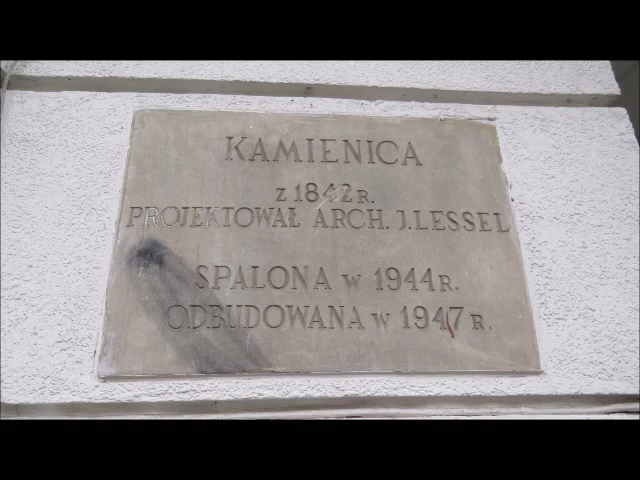 KAMIENICA
Z 1842 R.
PROJEKTOWAŁ ARCH. J. LESSEL
SPALONA W 1944 R.
ODBUDOWANA W 1947 R.